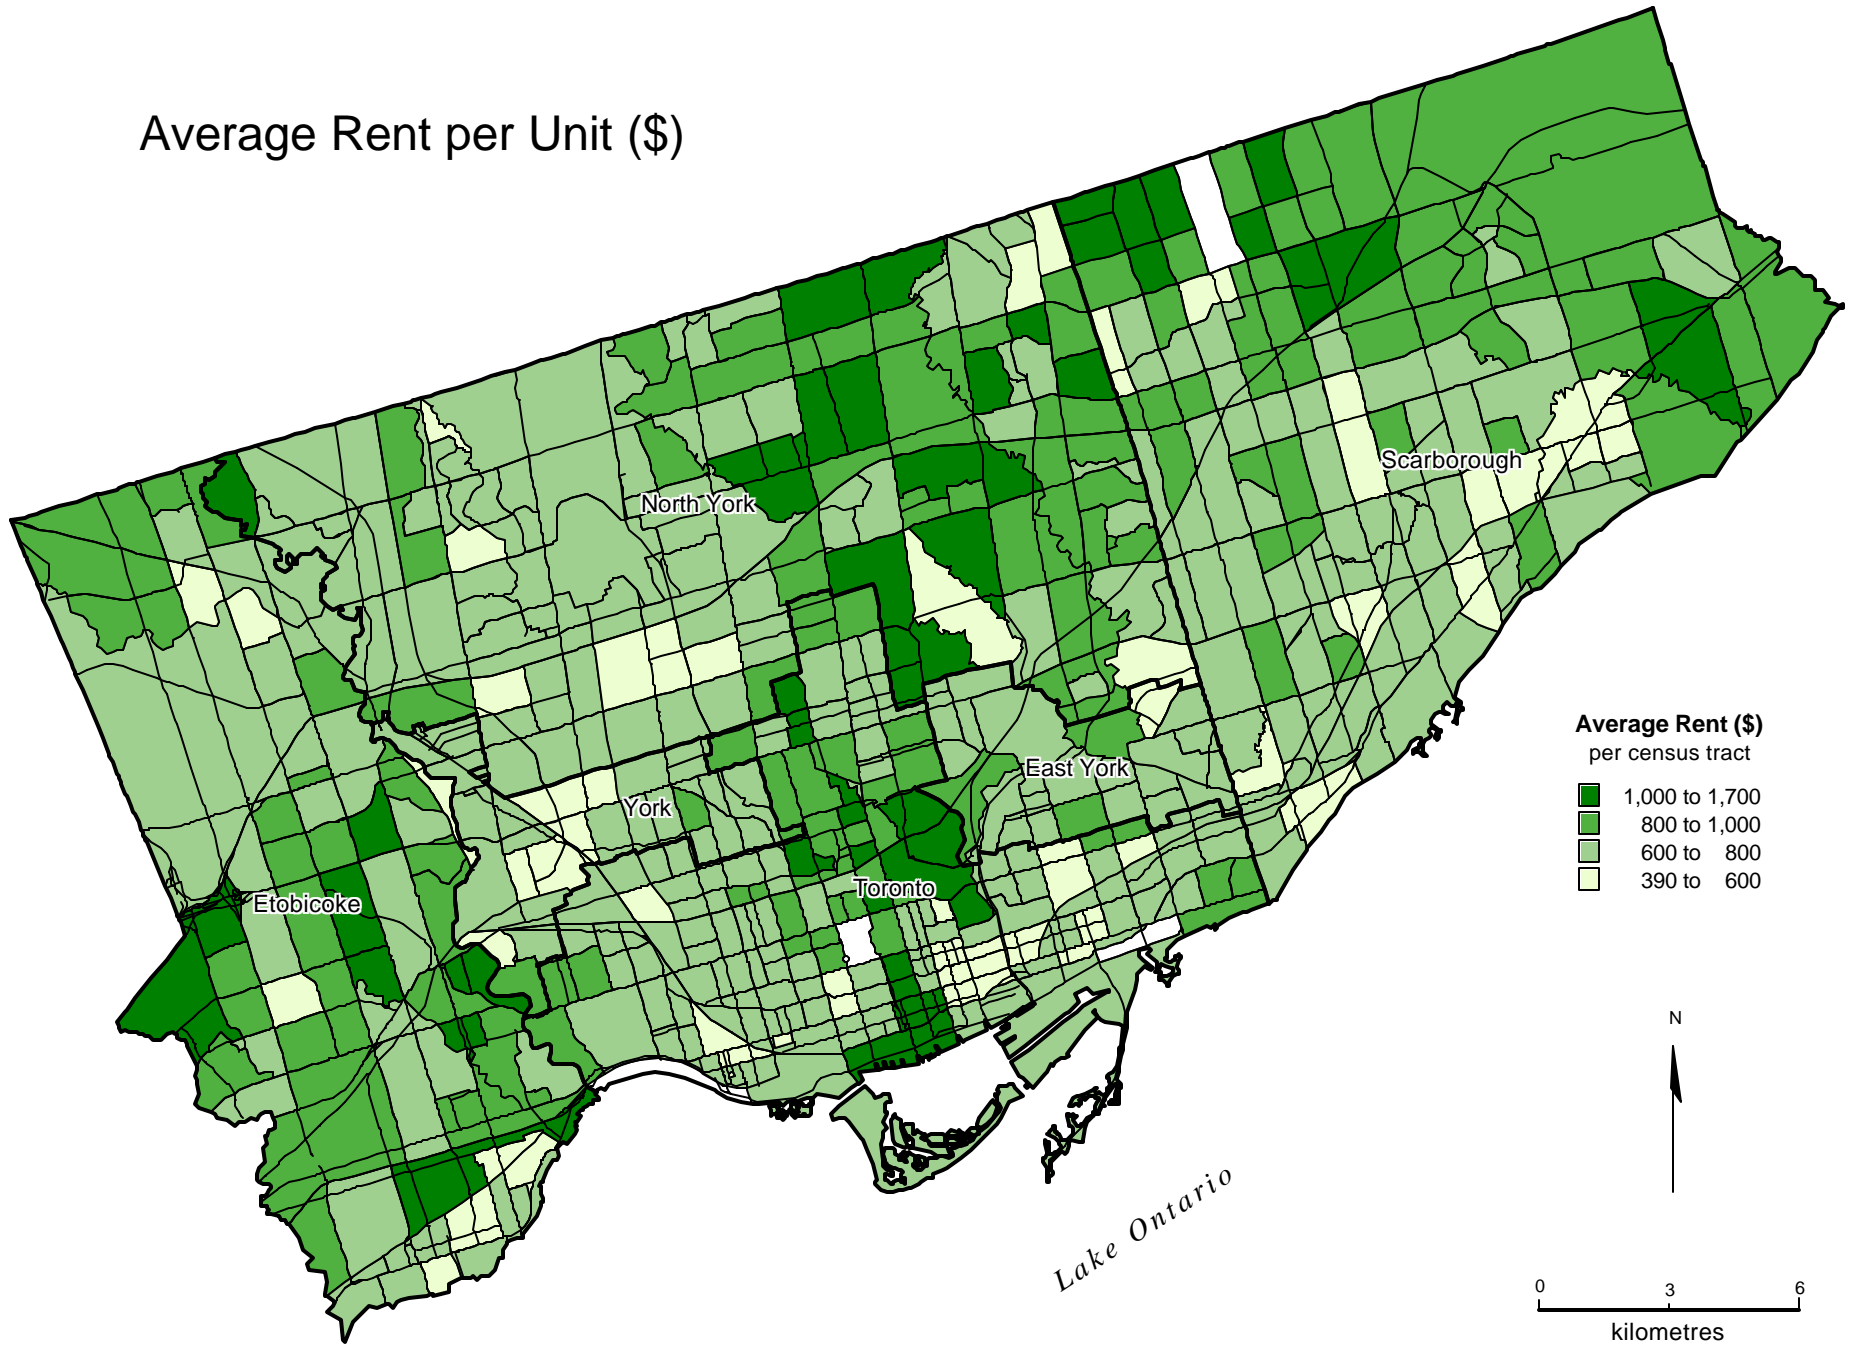 Average Rent per Unit ($)
North York
Scarborough
Average Rent ($)
per census tract
East York
York
1,000 to 1,700
800 to 1,000
600 to 800
390 to 600
Toronto
Etobicoke
N
Lake Ontario
0 3 6
kilometres